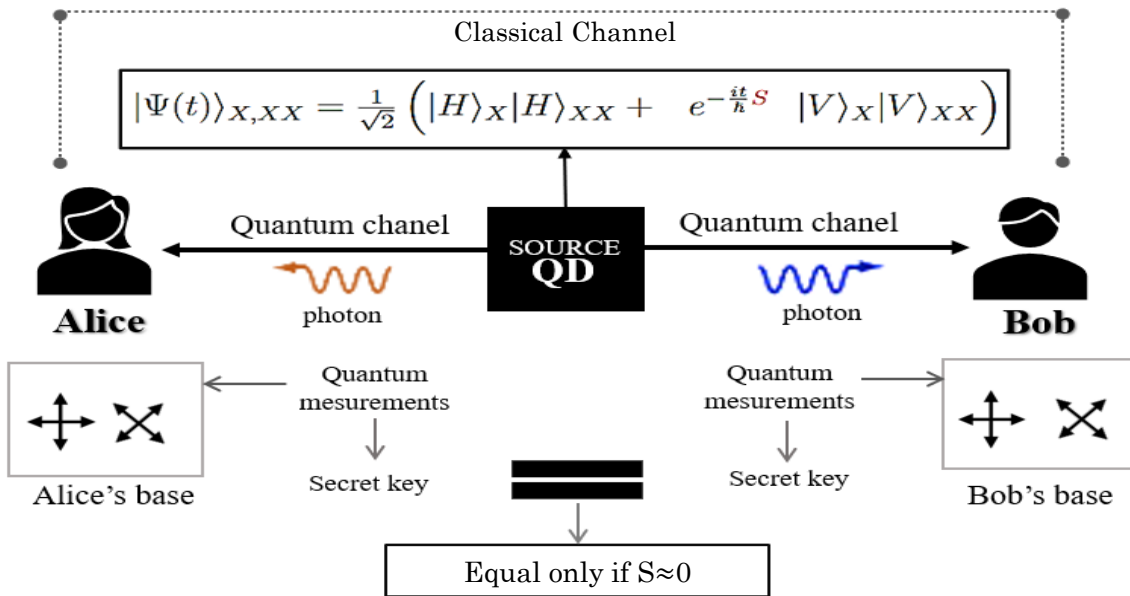 Classical Channel
|Ψ(t)⟩X,XX = 1/√2 (|H⟩X|H⟩XX + e^{-it/ħ S} |V⟩X|V⟩XX)
Quantum chanel
SOURCE
QD
Quantum chanel
photon
photon
Alice
Bob
Quantum
mesurements
Quantum
mesurements
Secret key
Secret key
Alice's base
Bob's base
Equal only if S≈0